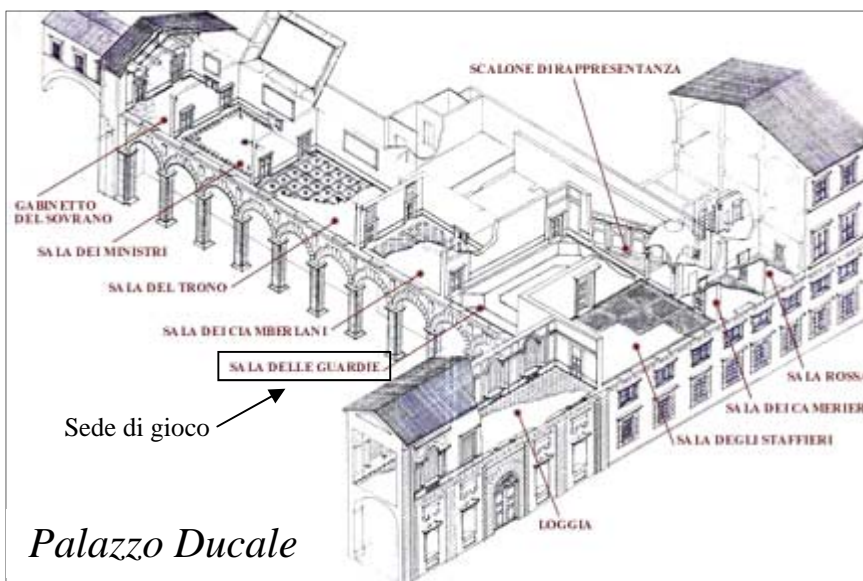 SCALONE DI RAPPRESENTANZA
GABINETTO
DEL SOVRANO
SALA DEI MINISTRI
SALA DEL TRONO
SALA DEI CIAMBERLANI
SALA DELLE GUARDIE
SALA ROSSA
SALA DEI CAMERIER
Sede di gioco
SALA DEGLI STAFFIERI
LOGGIA
Palazzo Ducale